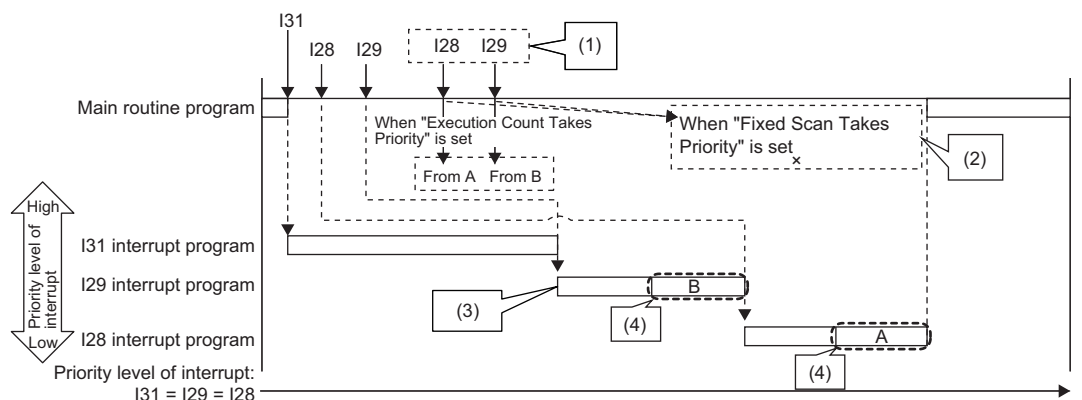 I31
I28
I29
I28
I29
(1)
Main routine program
When "Execution Count Takes
Priority" is set
When "Fixed Scan Takes
Priority" is set
×
(2)
From A
From B
High
Priority level of
interrupt
Low
I31 interrupt program
I29 interrupt program
B
(3)
(4)
I28 interrupt program
A
(4)
Priority level of interrupt:
I31 = I29 = I28